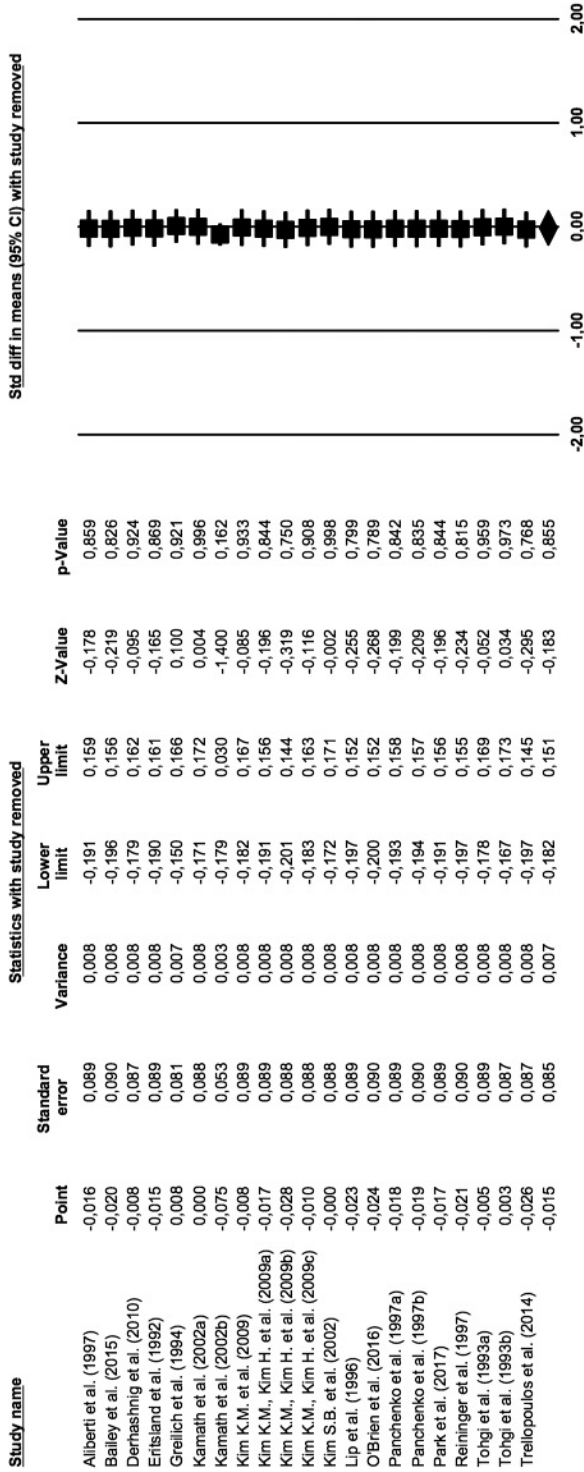 Study name Statistics with study removed Std diff in means (95% CI) with study removed
Point Standard error Variance Lower limit Upper limit Z-Value p-Value
Aliberti et al. (1997) -0,016 0,089 0,008 -0,191 0,159 -0,178 0,859
Bailey et al. (2015) -0,020 0,090 0,008 -0,196 0,156 -0,219 0,826
Derhashnig et al. (2010) -0,008 0,087 0,008 -0,179 0,162 -0,095 0,924
Eritsland et al. (1992) -0,015 0,089 0,008 -0,190 0,161 -0,165 0,869
Greilich et al. (1994) 0,008 0,081 0,007 -0,150 0,166 0,100 0,921
Kamath et al. (2002a) 0,000 0,088 0,008 -0,171 0,172 0,004 0,996
Kamath et al. (2002b) -0,075 0,053 0,003 -0,179 0,030 -1,400 0,162
Kim K.M. et al. (2009) -0,008 0,089 0,008 -0,182 0,167 -0,085 0,933
Kim K.M., Kim H. et al. (2009a) -0,017 0,089 0,008 -0,191 0,156 -0,196 0,844
Kim K.M., Kim H. et al. (2009b) -0,028 0,088 0,008 -0,201 0,144 -0,319 0,750
Kim K.M., Kim H. et al. (2009c) -0,010 0,088 0,008 -0,183 0,163 -0,116 0,908
Kim S.B. et al. (2002) -0,000 0,088 0,008 -0,172 0,171 -0,002 0,998
Lip et al. (1996) -0,023 0,089 0,008 -0,197 0,152 -0,255 0,799
O'Brien et al. (2016) -0,024 0,090 0,008 -0,200 0,152 -0,268 0,789
Panchenko et al. (1997a) -0,018 0,089 0,008 -0,193 0,158 -0,199 0,842
Panchenko et al. (1997b) -0,019 0,090 0,008 -0,194 0,157 -0,209 0,835
Park et al. (2017) -0,017 0,089 0,008 -0,191 0,156 -0,196 0,844
Reininger et al. (1997) -0,021 0,090 0,008 -0,197 0,155 -0,234 0,815
Tohgi et al. (1993a) -0,005 0,089 0,008 -0,178 0,169 -0,052 0,959
Tohgi et al. (1993b) 0,003 0,087 0,008 -0,167 0,173 0,034 0,973
Trellopoulos et al. (2014) -0,026 0,087 0,008 -0,197 0,145 -0,295 0,768
-0,015 0,085 0,007 -0,182 0,151 -0,183 0,855
-2,00 -1,00 0,00 1,00 2,00